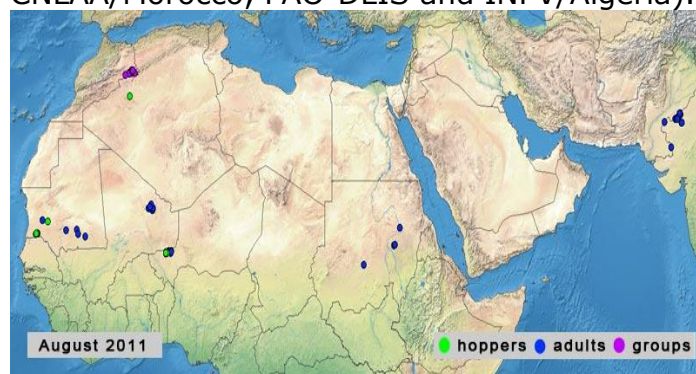 CNLAA/Morocco, FAO-DLIS and INPV/Algeria).
August 2011
hoppers adults groups